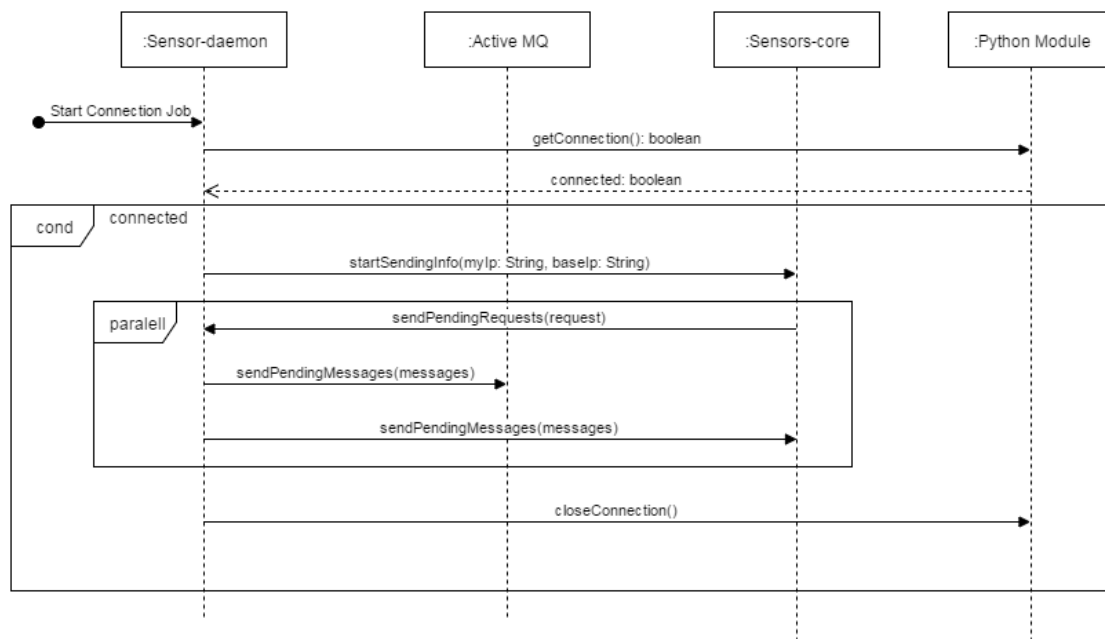 :Sensor-daemon
:Active MQ
:Sensors-core
:Python Module
Start Connection Job
getConnection(): boolean
connected: boolean
cond
connected
startSendingInfo(myIp: String, baseIp: String)
paralell
sendPendingRequests(request)
sendPendingMessages(messages)
sendPendingMessages(messages)
closeConnection()